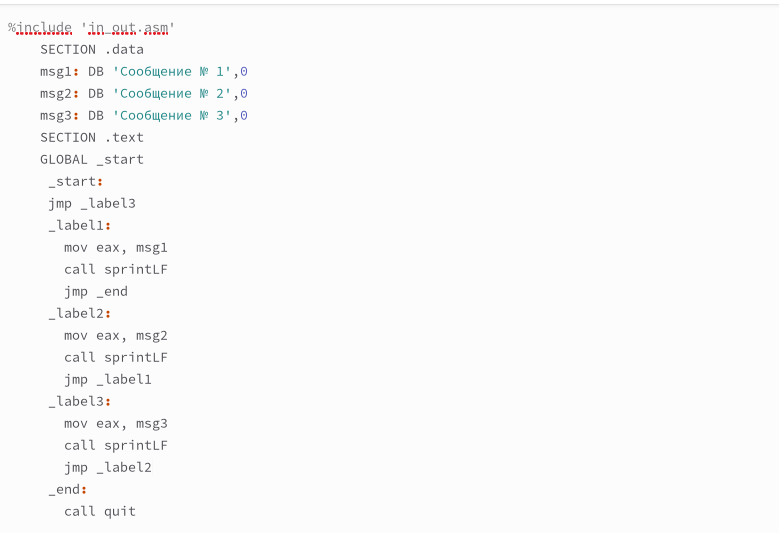 %include 'in_out.asm'
SECTION .data
msg1: DB 'Сообщение № 1',0
msg2: DB 'Сообщение № 2',0
msg3: DB 'Сообщение № 3',0
SECTION .text
GLOBAL _start
_start:
jmp _label3
_label1:
mov eax, msg1
call sprintLF
jmp _end
_label2:
mov eax, msg2
call sprintLF
jmp _label1
_label3:
mov eax, msg3
call sprintLF
jmp _label2
_end:
call quit